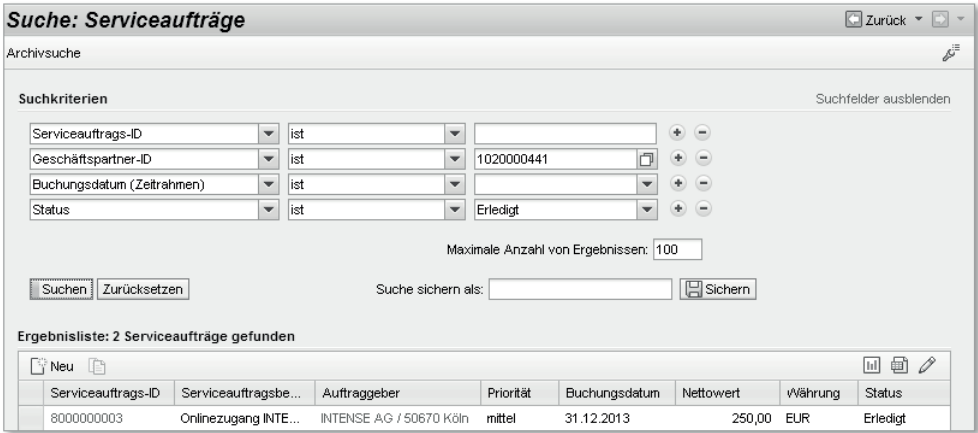 Suche: Serviceaufträge Zurück
Archivsuche
Suchkriterien Suchfelder ausblenden
Serviceauftrags-ID ist
Geschäftspartner-ID ist 1020000441
Buchungsdatum (Zeitrahmen) ist
Status ist Erledigt
Maximale Anzahl von Ergebnissen: 100
Suchen Zurücksetzen Suche sichern als: Sichern
Ergebnisliste: 2 Serviceaufträge gefunden
Neu
Serviceauftrags-ID Serviceauftragsbe... Auftraggeber Priorität Buchungsdatum Nettowert Währung Status
8000000003 Onlinezugang INTE... INTENSE AG / 50670 Köln mittel 31.12.2013 250,00 EUR Erledigt